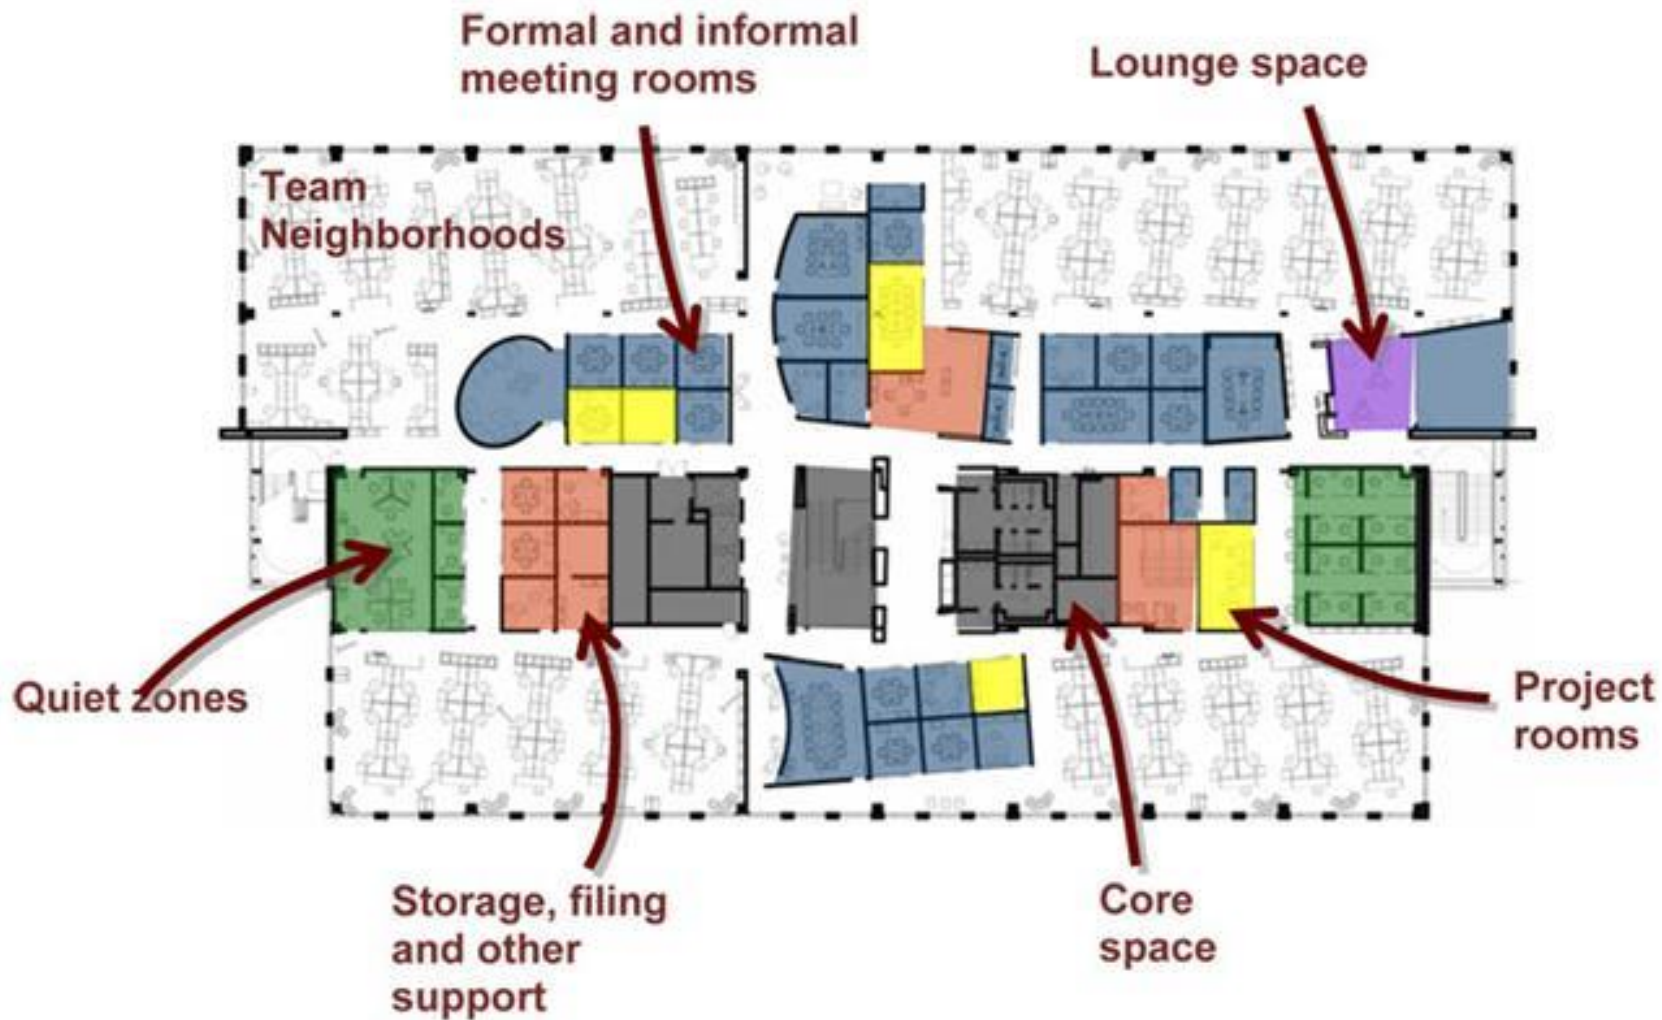 Formal and informal
meeting rooms
Lounge space
Team
Neighborhoods
Quiet zones
Project
rooms
Storage, filing
and other
support
Core
space